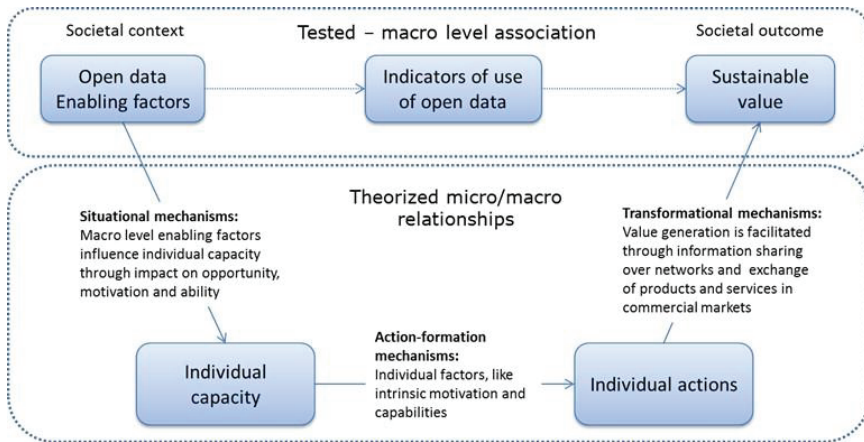 Societal context
Tested – macro level association
Societal outcome
Open data
Enabling factors
Indicators of use
of open data
Sustainable
value
Theorized micro/macro
relationships
Situational mechanisms:
Macro level enabling factors
influence individual capacity
through impact on opportunity,
motivation and ability
Transformational mechanisms:
Value generation is facilitated
through information sharing
over networks and exchange
of products and services in
commercial markets
Individual
capacity
Action-formation
mechanisms:
Individual factors, like
intrinsic motivation and
capabilities
Individual actions